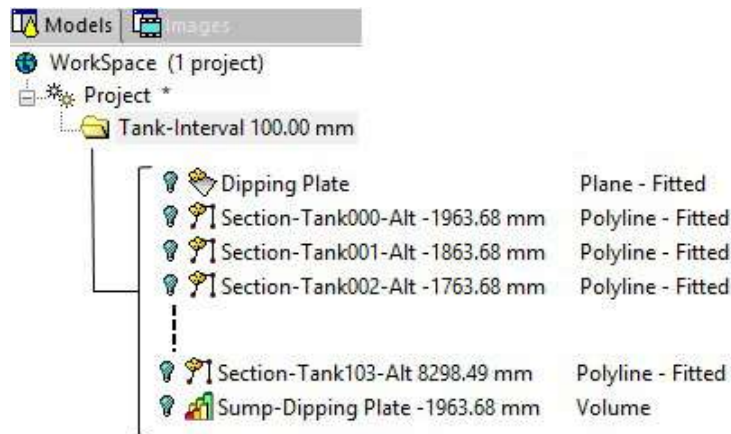 Models Images
WorkSpace (1 project)
Project *
Tank-Interval 100.00 mm
Dipping Plate Plane - Fitted
Section-Tank000-Alt -1963.68 mm Polyline - Fitted
Section-Tank001-Alt -1863.68 mm Polyline - Fitted
Section-Tank002-Alt -1763.68 mm Polyline - Fitted
Section-Tank103-Alt 8298.49 mm Polyline - Fitted
Sump-Dipping Plate -1963.68 mm Volume